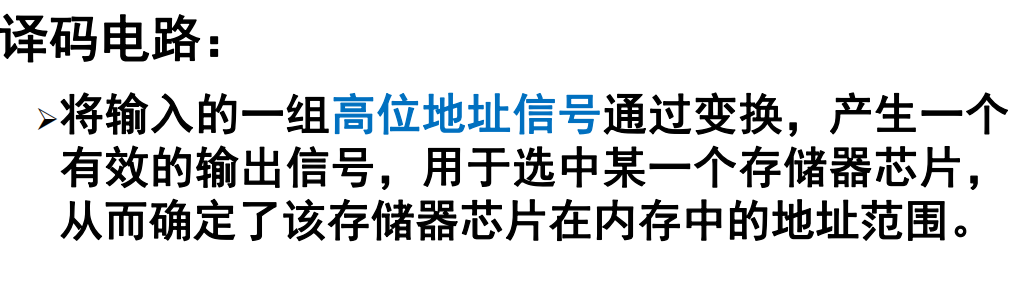 译码电路：
➢将输入的一组高位地址信号通过变换，产生一个
有效的输出信号，用于选中某一个存储器芯片，
从而确定了该存储器芯片在内存中的地址范围。